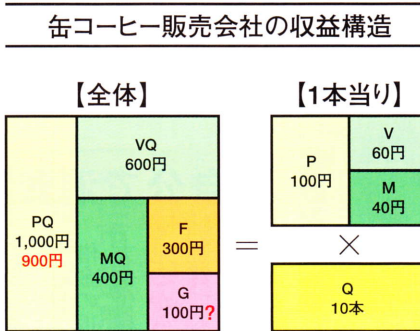 缶コーヒー販売会社の収益構造
【全体】
【1本当り】
PQ
1,000円
900円
VQ
600円
MQ
400円
F
300円
G
100円?
=
P
100円
V
60円
M
40円
×
Q
10本